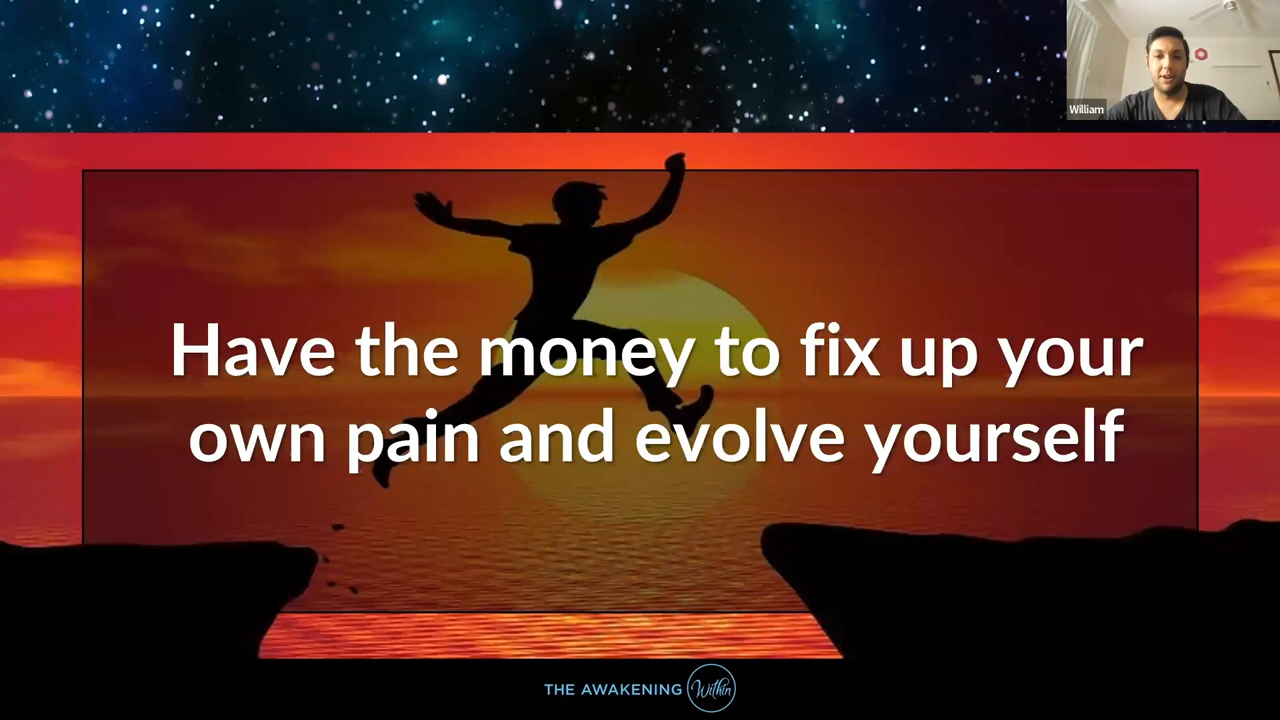 William
Have the money to fix up your
own pain and evolve yourself
THE AWAKENING Within